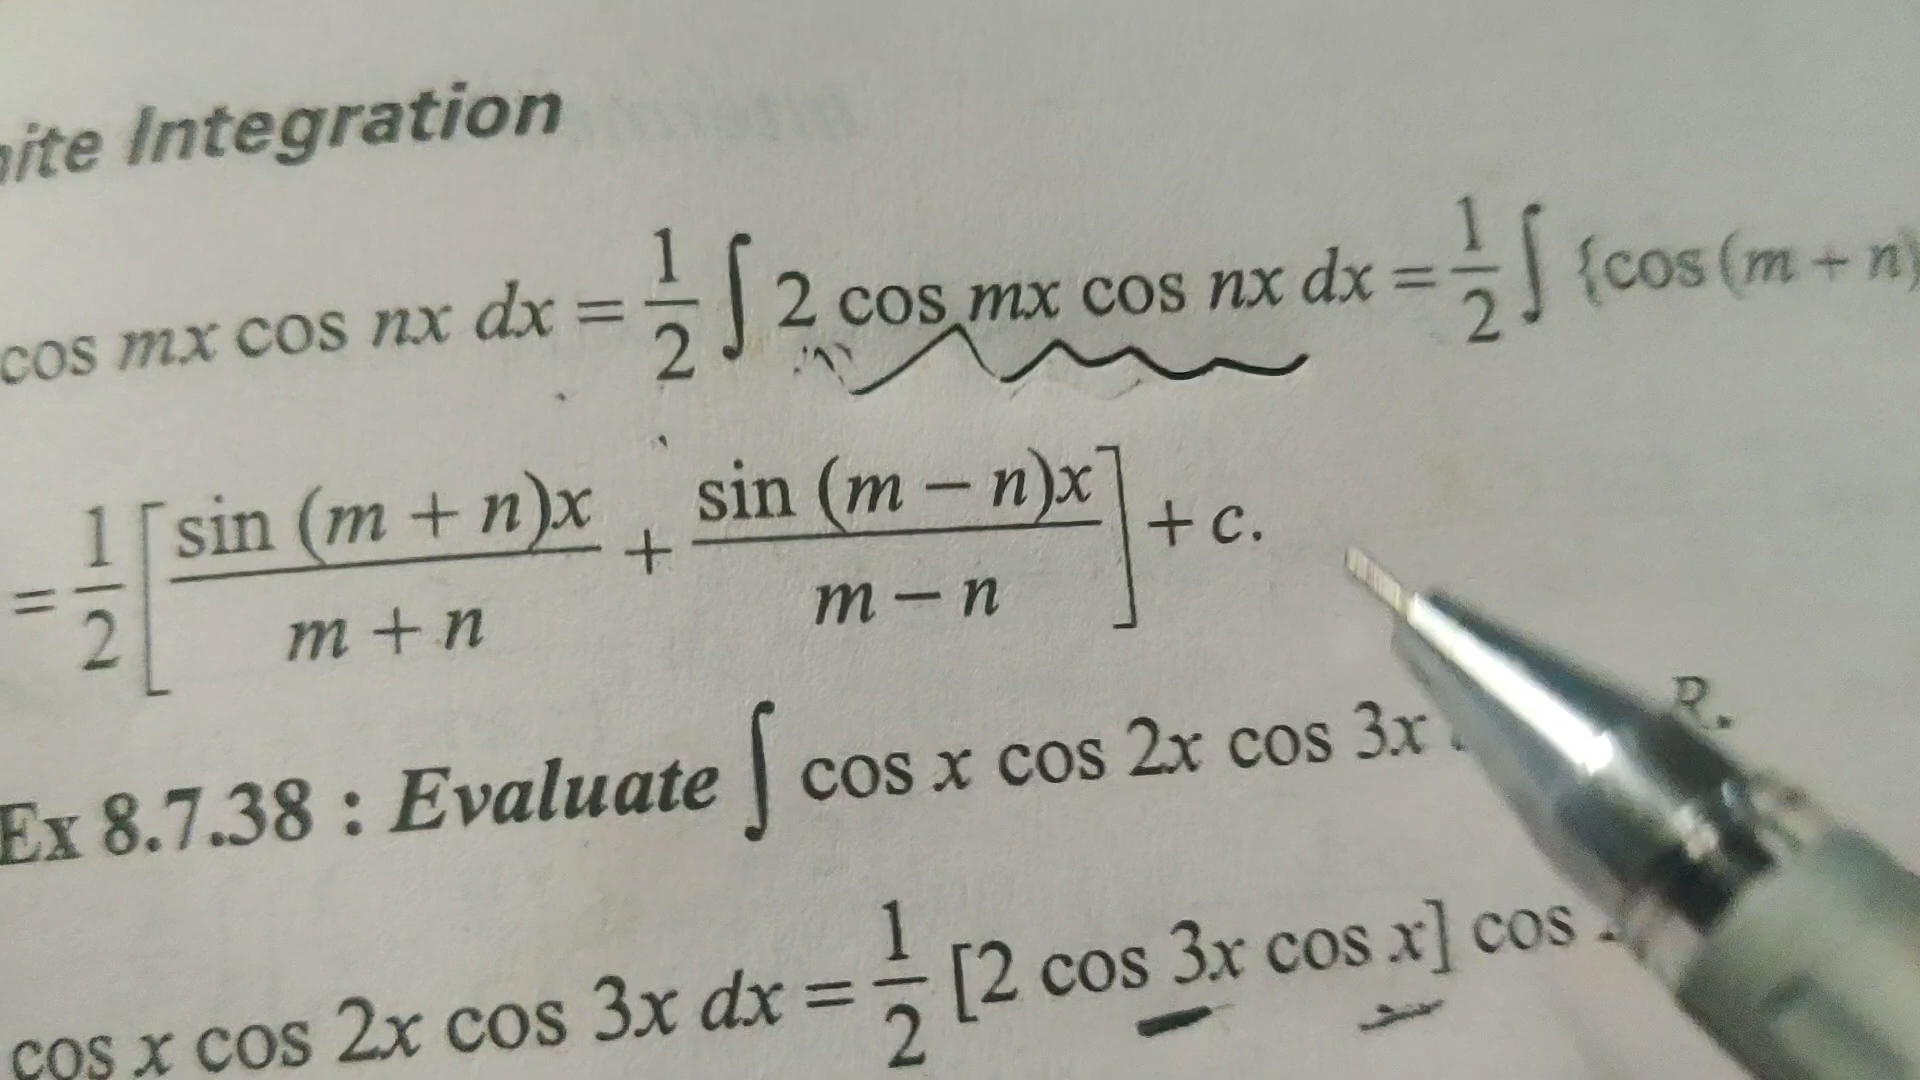 Integration
cos mx cos nx dx = 1/2 ∫ 2 cos mx cos nx dx = 1/2 ∫ {cos (m + n)
= 1/2 [ sin (m + n)x / m + n + sin (m − n)x / m − n ] + c.
Ex 8.7.38 : Evaluate ∫ cos x cos 2x cos 3x
cos x cos 2x cos 3x dx = 1/2 [2 cos 3x cos x] cos